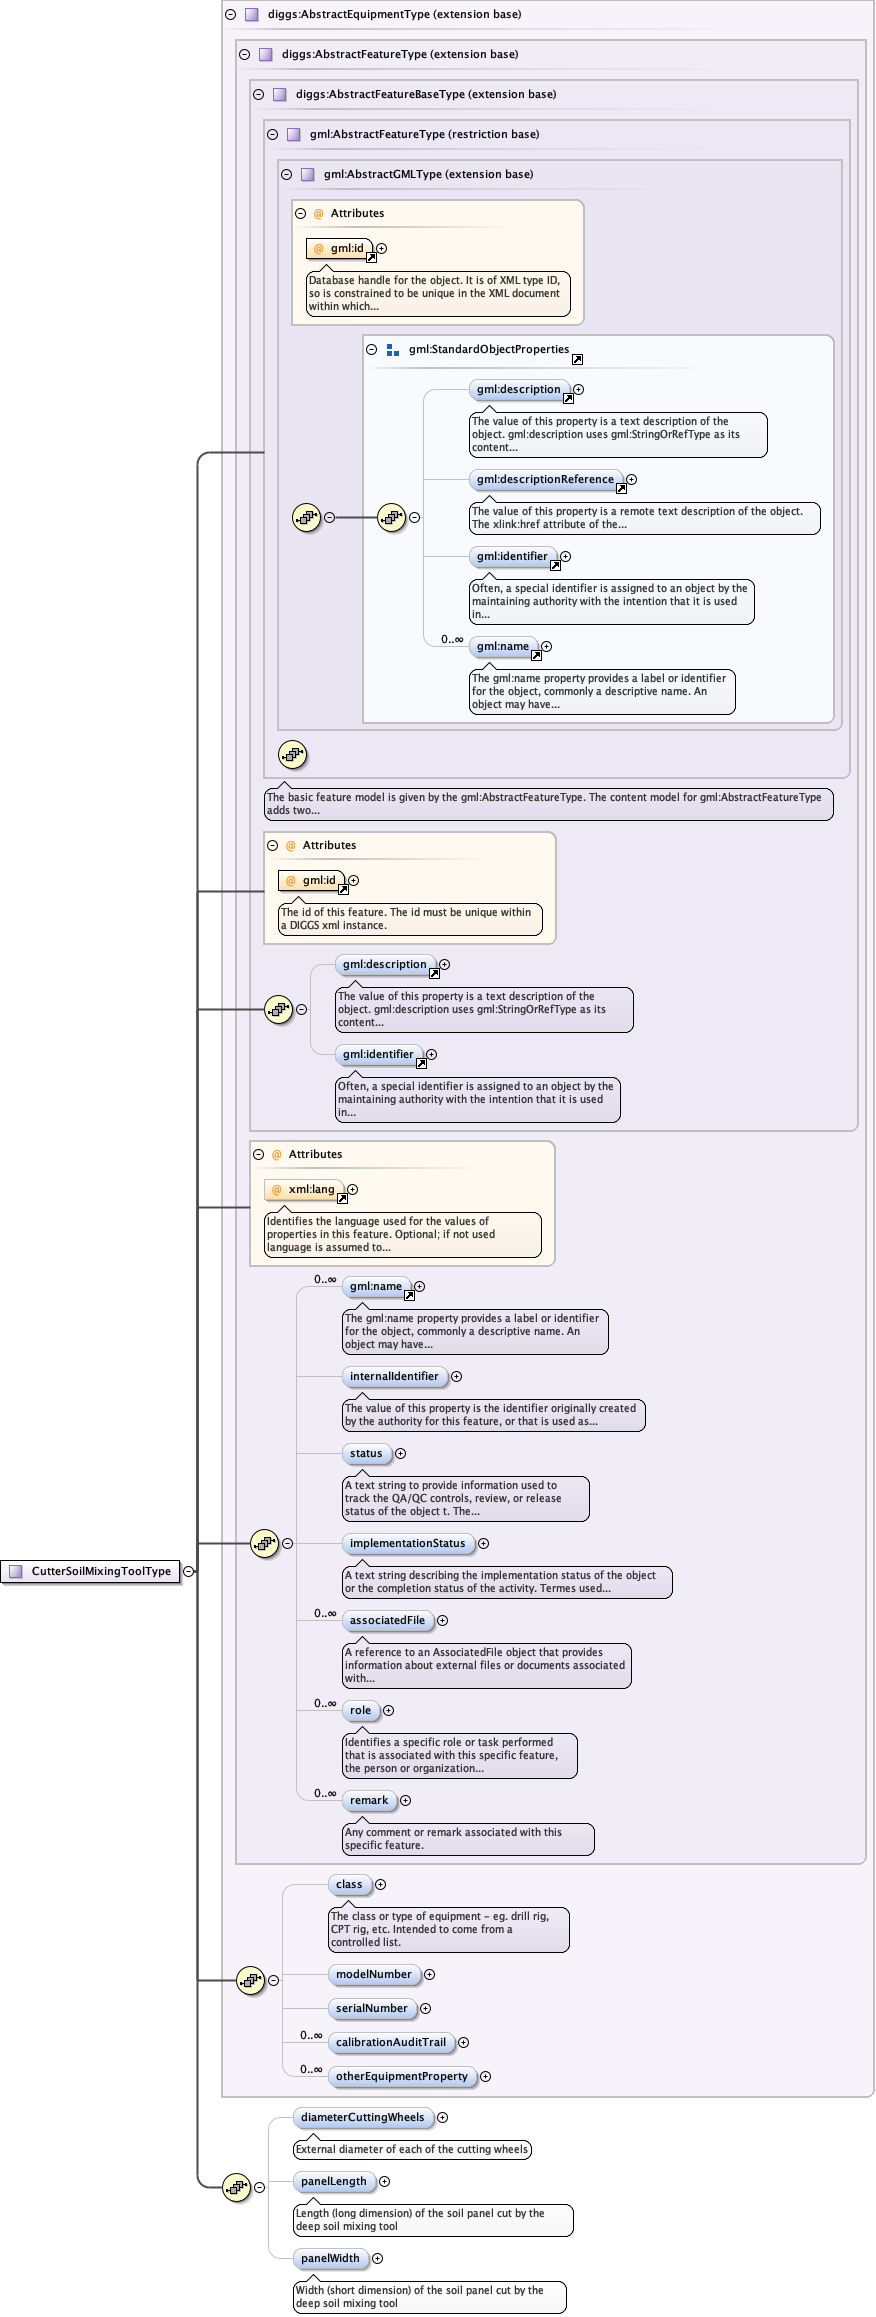 diggs:AbstractEquipmentType (extension base)
diggs:AbstractFeatureType (extension base)
diggs:AbstractFeatureBaseType (extension base)
gml:AbstractFeatureType (restriction base)
gml:AbstractGMLType (extension base)
@ Attributes
@ gml:id
Database handle for the object. It is of XML type ID,
so is constrained to be unique in the XML document
within which...
gml:StandardObjectProperties
gml:description
The value of this property is a text description of the
object. gml:description uses gml:StringOrRefType as its
content...
gml:descriptionReference
The value of this property is a remote text description of the object.
The xlink:href attribute of the...
gml:identifier
Often, a special identifier is assigned to an object by the
maintaining authority with the intention that it is used
in...
0..∞
gml:name
The gml:name property provides a label or identifier
for the object, commonly a descriptive name. An
object may have...
The basic feature model is given by the gml:AbstractFeatureType. The content model for gml:AbstractFeatureType
adds two...
@ Attributes
@ gml:id
The id of this feature. The id must be unique within
a DIGGS xml instance.
gml:description
The value of this property is a text description of the
object. gml:description uses gml:StringOrRefType as its
content...
gml:identifier
Often, a special identifier is assigned to an object by the
maintaining authority with the intention that it is used
in...
@ Attributes
@ xml:lang
Identifies the language used for the values of
properties in this feature. Optional; if not used
language is assumed to...
0..∞
gml:name
The gml:name property provides a label or identifier
for the object, commonly a descriptive name. An
object may have...
internalIdentifier
The value of this property is the identifier originally created
by the authority for this feature, or that is used as...
status
A text string to provide information used to
track the QA/QC controls, review, or release
status of the object t. The...
implementationStatus
A text string describing the implementation status of the object
or the completion status of the activity. Termes used...
CutterSoilMixingToolType
0..∞
associatedFile
A reference to an AssociatedFile object that provides
information about external files or documents associated
with...
0..∞
role
Identifies a specific role or task performed
that is associated with this specific feature,
the person or organization...
0..∞
remark
Any comment or remark associated with this
specific feature.
class
The class or type of equipment - eg. drill rig,
CPT rig, etc. Intended to come from a
controlled list.
modelNumber
serialNumber
0..∞
calibrationAuditTrail
0..∞
otherEquipmentProperty
diameterCuttingWheels
External diameter of each of the cutting wheels
panelLength
Length (long dimension) of the soil panel cut by the
deep soil mixing tool
panelWidth
Width (short dimension) of the soil panel cut by the
deep soil mixing tool